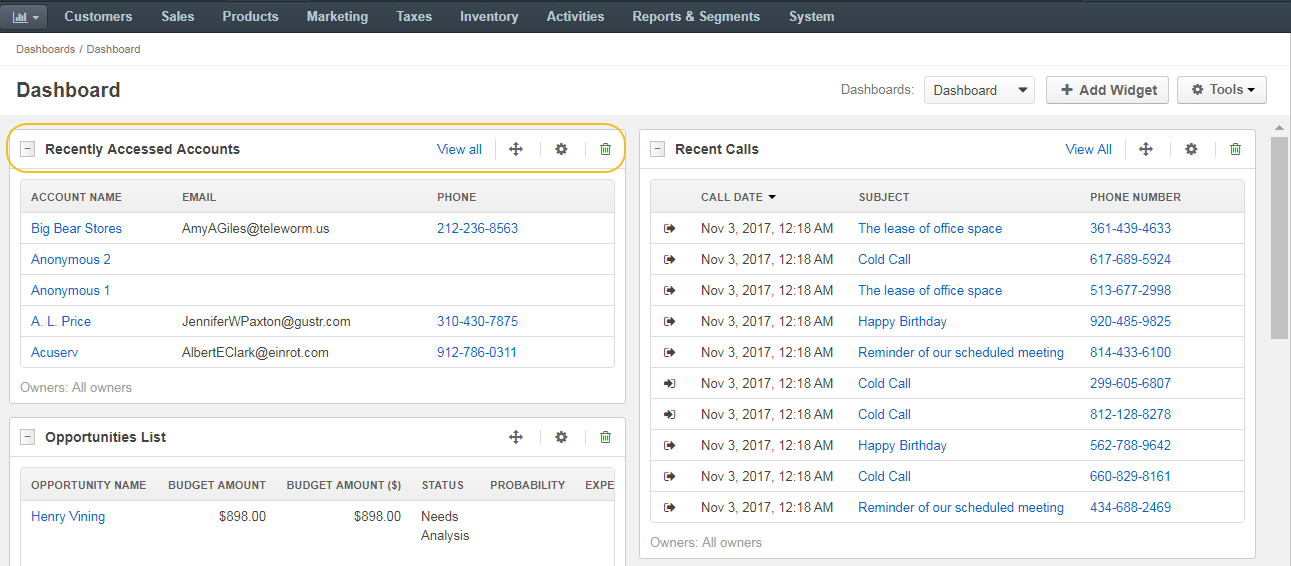 Customers Sales Products Marketing Taxes Inventory Activities Reports & Segments System
Dashboards / Dashboard
Dashboard
Dashboards: Dashboard Add Widget Tools
Recently Accessed Accounts View all
ACCOUNT NAME EMAIL PHONE
Big Bear Stores AmyAGiles@teleworm.us 212-236-8563
Anonymous 2
Anonymous 1
A. L. Price JenniferWPaxton@gustr.com 310-430-7875
Acuserv AlbertEClark@einrot.com 912-786-0311
Owners: All owners
Opportunities List
OPPORTUNITY NAME BUDGET AMOUNT BUDGET AMOUNT ($) STATUS PROBABILITY EXPE
Henry Vining $898.00 $898.00 Needs
Analysis
Recent Calls View All
CALL DATE SUBJECT PHONE NUMBER
Nov 3, 2017, 12:18 AM The lease of office space 361-439-4633
Nov 3, 2017, 12:18 AM Cold Call 617-689-5924
Nov 3, 2017, 12:18 AM The lease of office space 513-677-2998
Nov 3, 2017, 12:18 AM Happy Birthday 920-485-9825
Nov 3, 2017, 12:18 AM Reminder of our scheduled meeting 814-433-6100
Nov 3, 2017, 12:18 AM Cold Call 299-605-6807
Nov 3, 2017, 12:18 AM Cold Call 812-128-8278
Nov 3, 2017, 12:18 AM Happy Birthday 562-788-9642
Nov 3, 2017, 12:18 AM Cold Call 660-829-8161
Nov 3, 2017, 12:18 AM Reminder of our scheduled meeting 434-688-2469
Owners: All owners